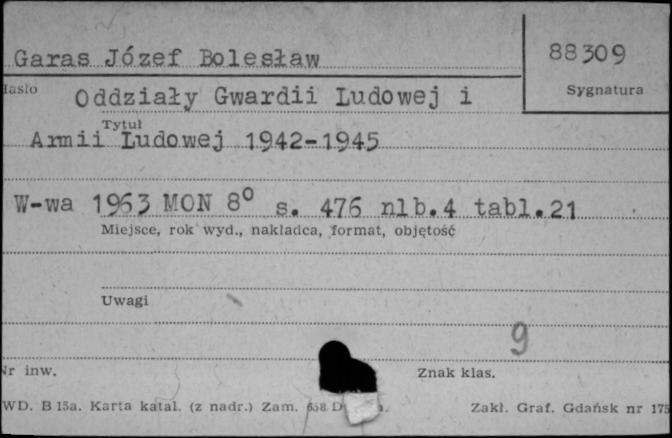 Garas Józef Bolesław
88309
Hasło
Sygnatura
Oddziały Gwardii Ludowej i
Tytuł
Armii Ludowej 1942-1945
W-wa 1963 MON 8⁰ s. 476 nlb.4 tabl.21
Miejsce, rok wyd., nakładca, format, objętość
Uwagi
9
Nr inw.
Znak klas.
WD. B 15a. Karta katal. (z nadr.) Zam.
Zakł. Graf. Gdańsk nr 175